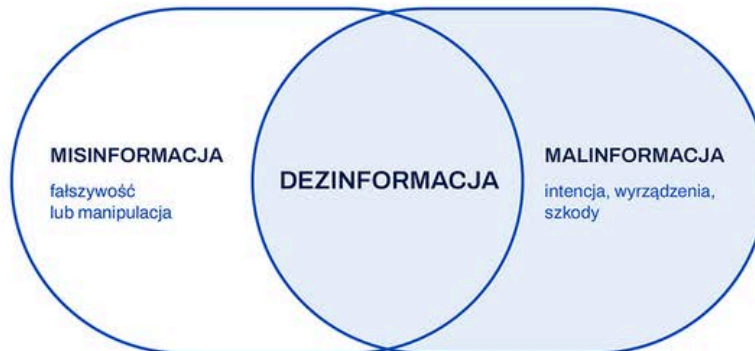 MISINFORMACJA
fałszywość
lub manipulacja
DEZINFORMACJA
MALINFORMACJA
intencja, wyrządzenia,
szkody